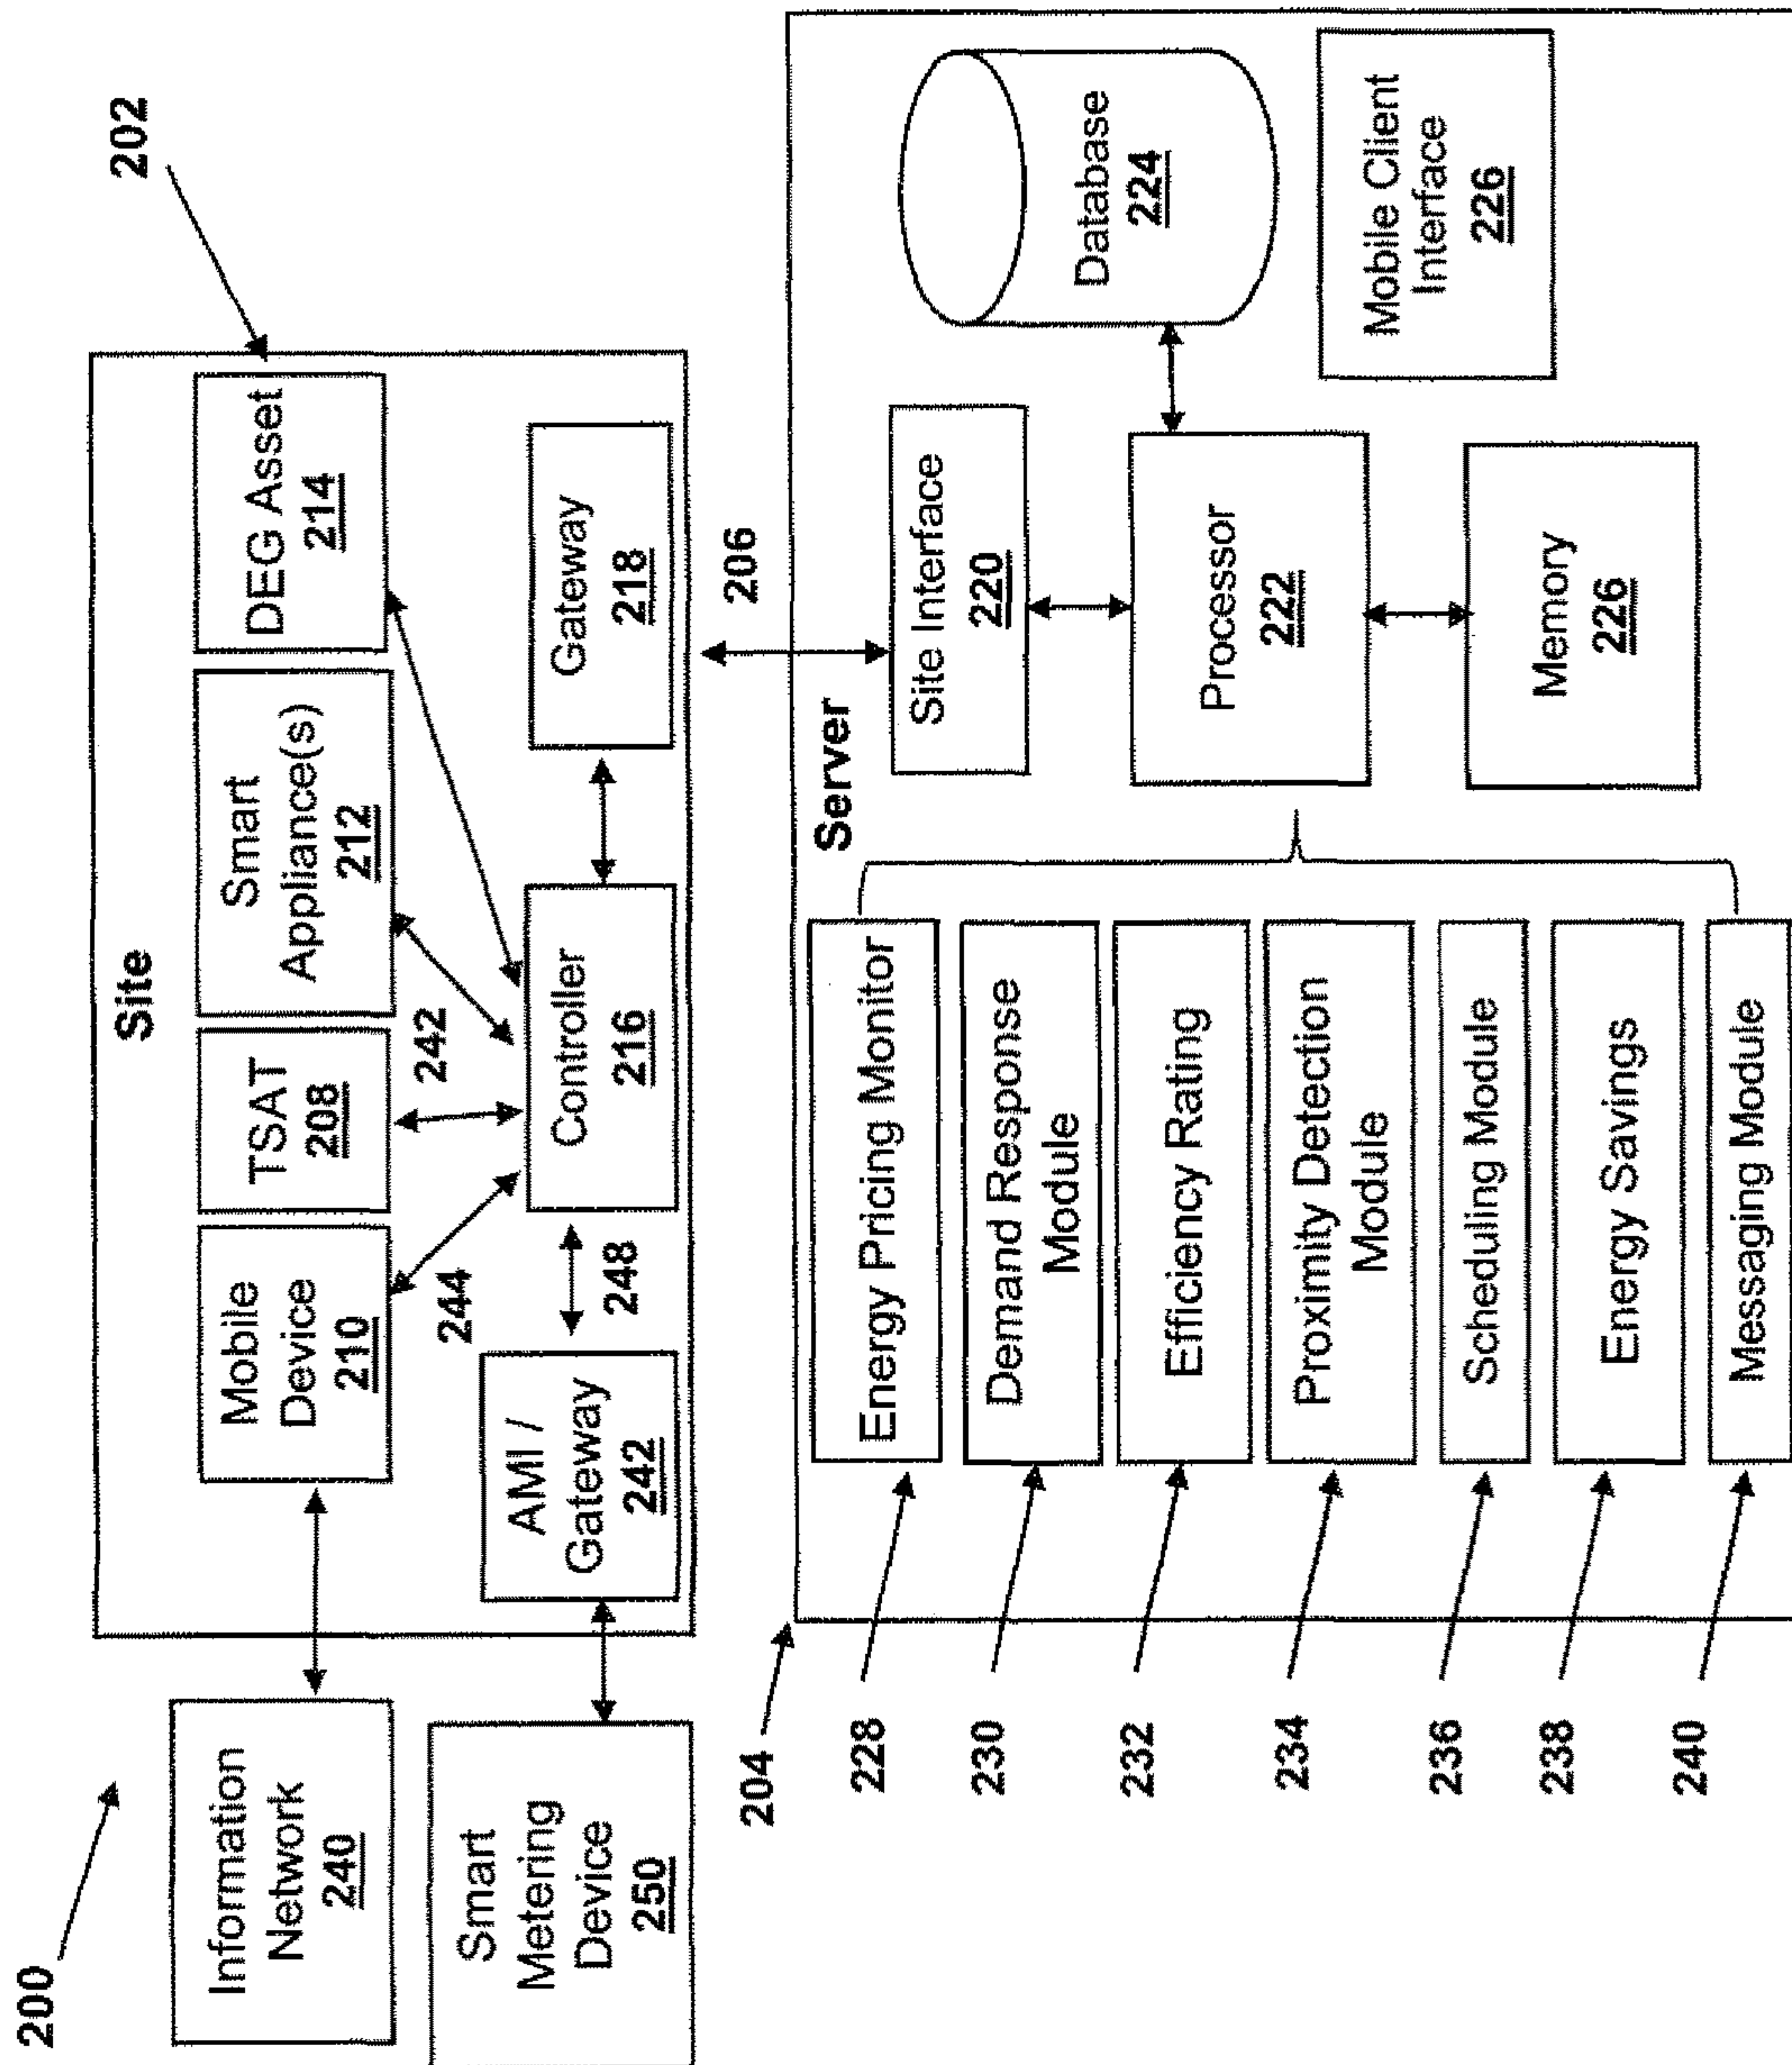 200
202
Site
Information
Network
240
Mobile
Device
210
TSAT
208
Smart
Appliance(s)
212
DEG Asset
214
244
242
Smart
Metering
Device
250
AMI /
Gateway
242
248
Controller
216
Gateway
218
206
204
Server
228
Energy Pricing Monitor
230
Demand Response
Module
232
Efficiency Rating
234
Proximity Detection
Module
236
Scheduling Module
238
Energy Savings
240
Messaging Module
Site Interface
220
Processor
222
Memory
226
Database
224
Mobile Client
Interface
226